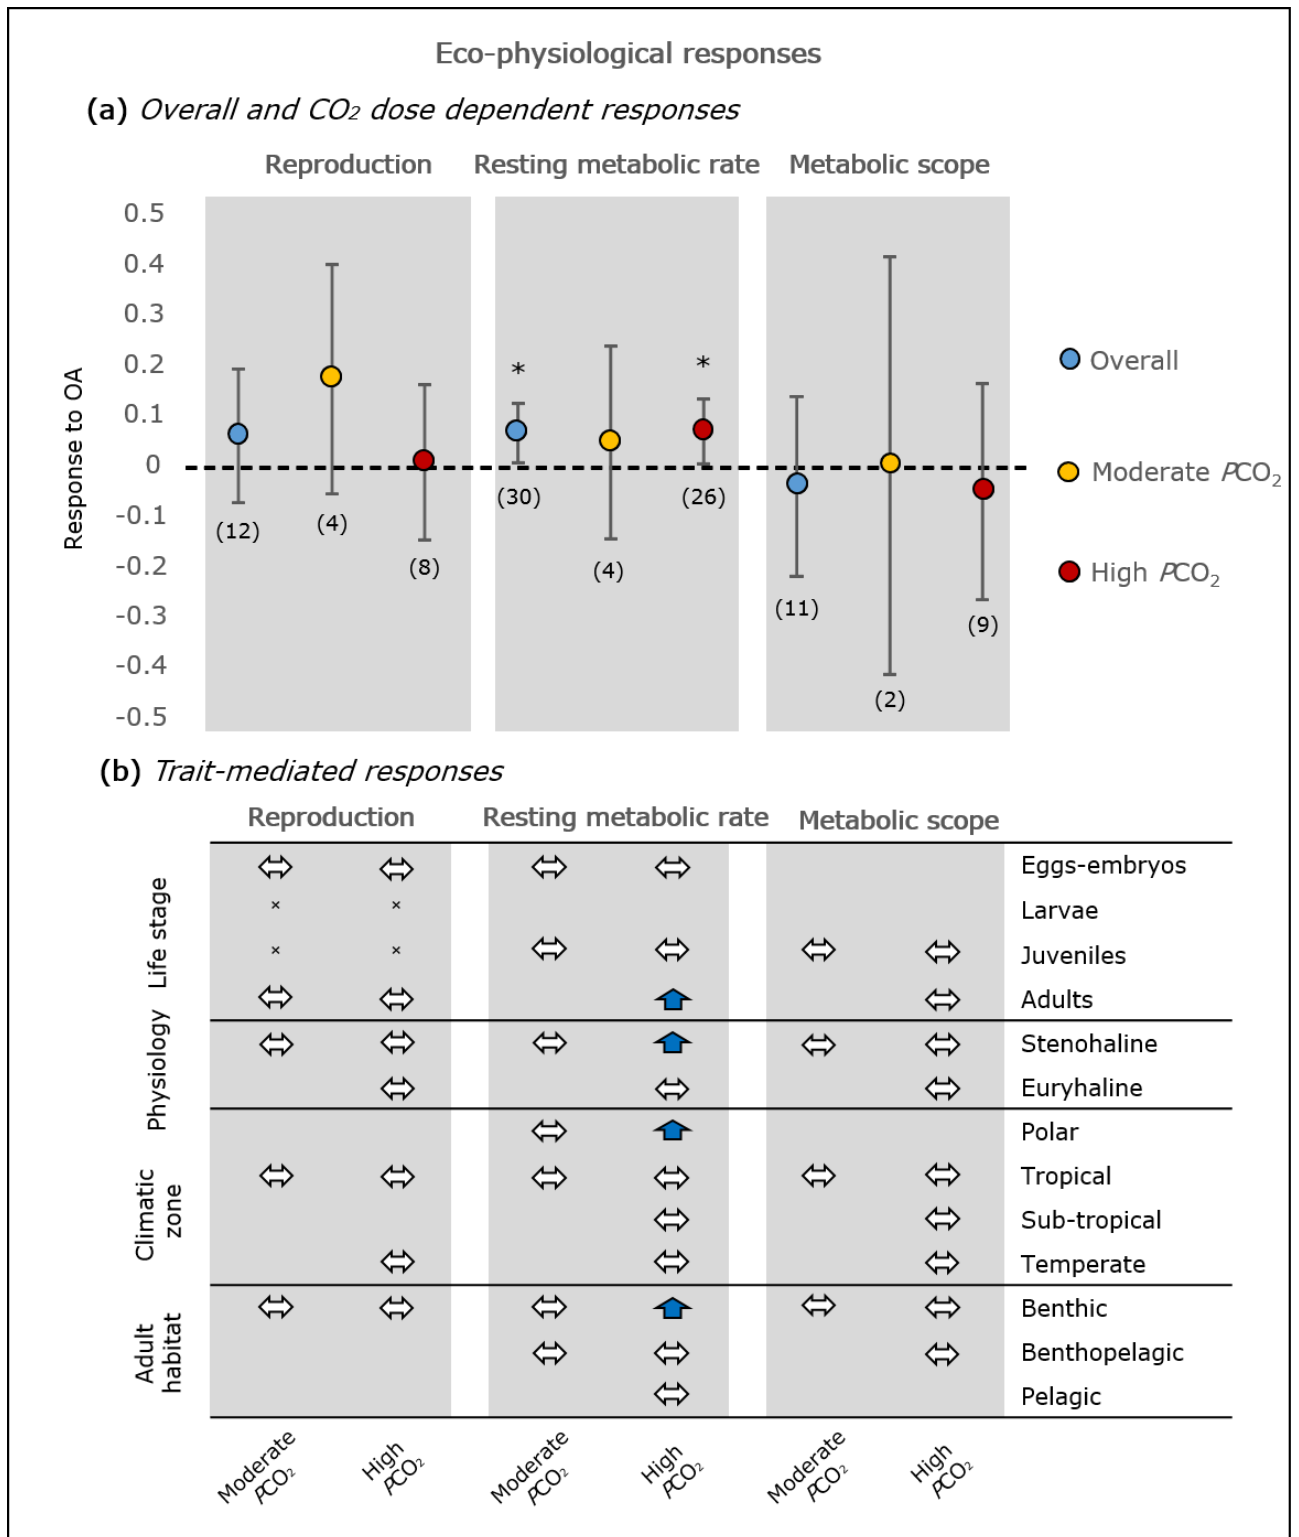 Eco-physiological responses
(a) Overall and CO₂ dose dependent responses
Reproduction Resting metabolic rate Metabolic scope
Response to OA
0.5
0.4
0.3
0.2
0.1
0
-0.1
-0.2
-0.3
-0.4
-0.5
* *
(12) (4) (8) (30) (4) (26) (11) (2) (9)
Overall
Moderate PCO₂
High PCO₂
(b) Trait-mediated responses
Reproduction Resting metabolic rate Metabolic scope
Life stage
Eggs-embryos
× × Larvae
× × Juveniles
Adults
Physiology
Stenohaline
Euryhaline
Climatic
zone
Polar
Tropical
Sub-tropical
Temperate
Adult
habitat
Benthic
Benthopelagic
Pelagic
Moderate
PCO₂
High
PCO₂
Moderate
PCO₂
High
PCO₂
Moderate
PCO₂
High
PCO₂